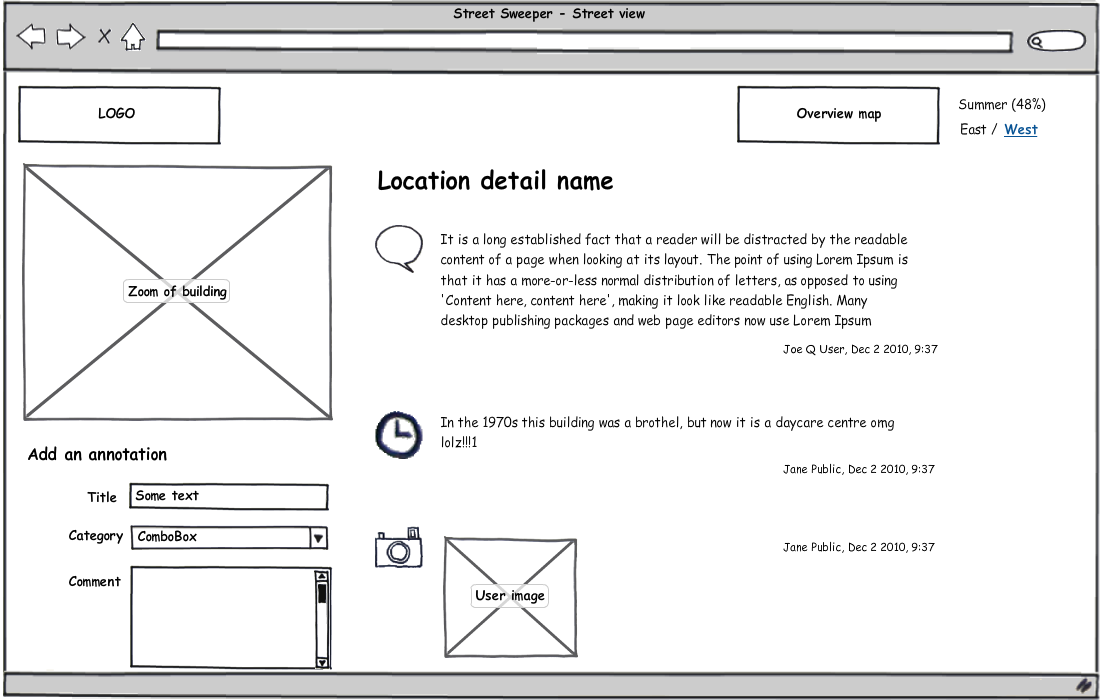 Street Sweeper - Street view
LOGO
Overview map
Summer (48%)
East / West
Zoom of building
Location detail name
It is a long established fact that a reader will be distracted by the readable
content of a page when looking at its layout. The point of using Lorem Ipsum is
that it has a more-or-less normal distribution of letters, as opposed to using
'Content here, content here', making it look like readable English. Many
desktop publishing packages and web page editors now use Lorem Ipsum
Joe Q User, Dec 2 2010, 9:37
In the 1970s this building was a brothel, but now it is a daycare centre omg
lolz!!!1
Jane Public, Dec 2 2010, 9:37
Add an annotation
Title Some text
Category ComboBox
Comment
Jane Public, Dec 2 2010, 9:37
User image